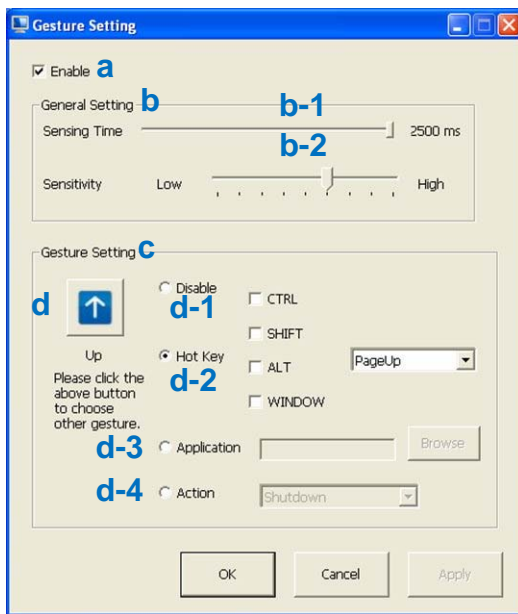 Gesture Setting
Enable a
General Setting b
b-1
Sensing Time 2500 ms
b-2
Sensitivity Low High
Gesture Setting c
d Disable
d-1 CTRL
SHIFT
Up Hot Key ALT PageUp
d-2
Please click the
above button
to choose
other gesture.
WINDOW
d-3 Application Browse
d-4 Action Shutdown
OK Cancel Apply